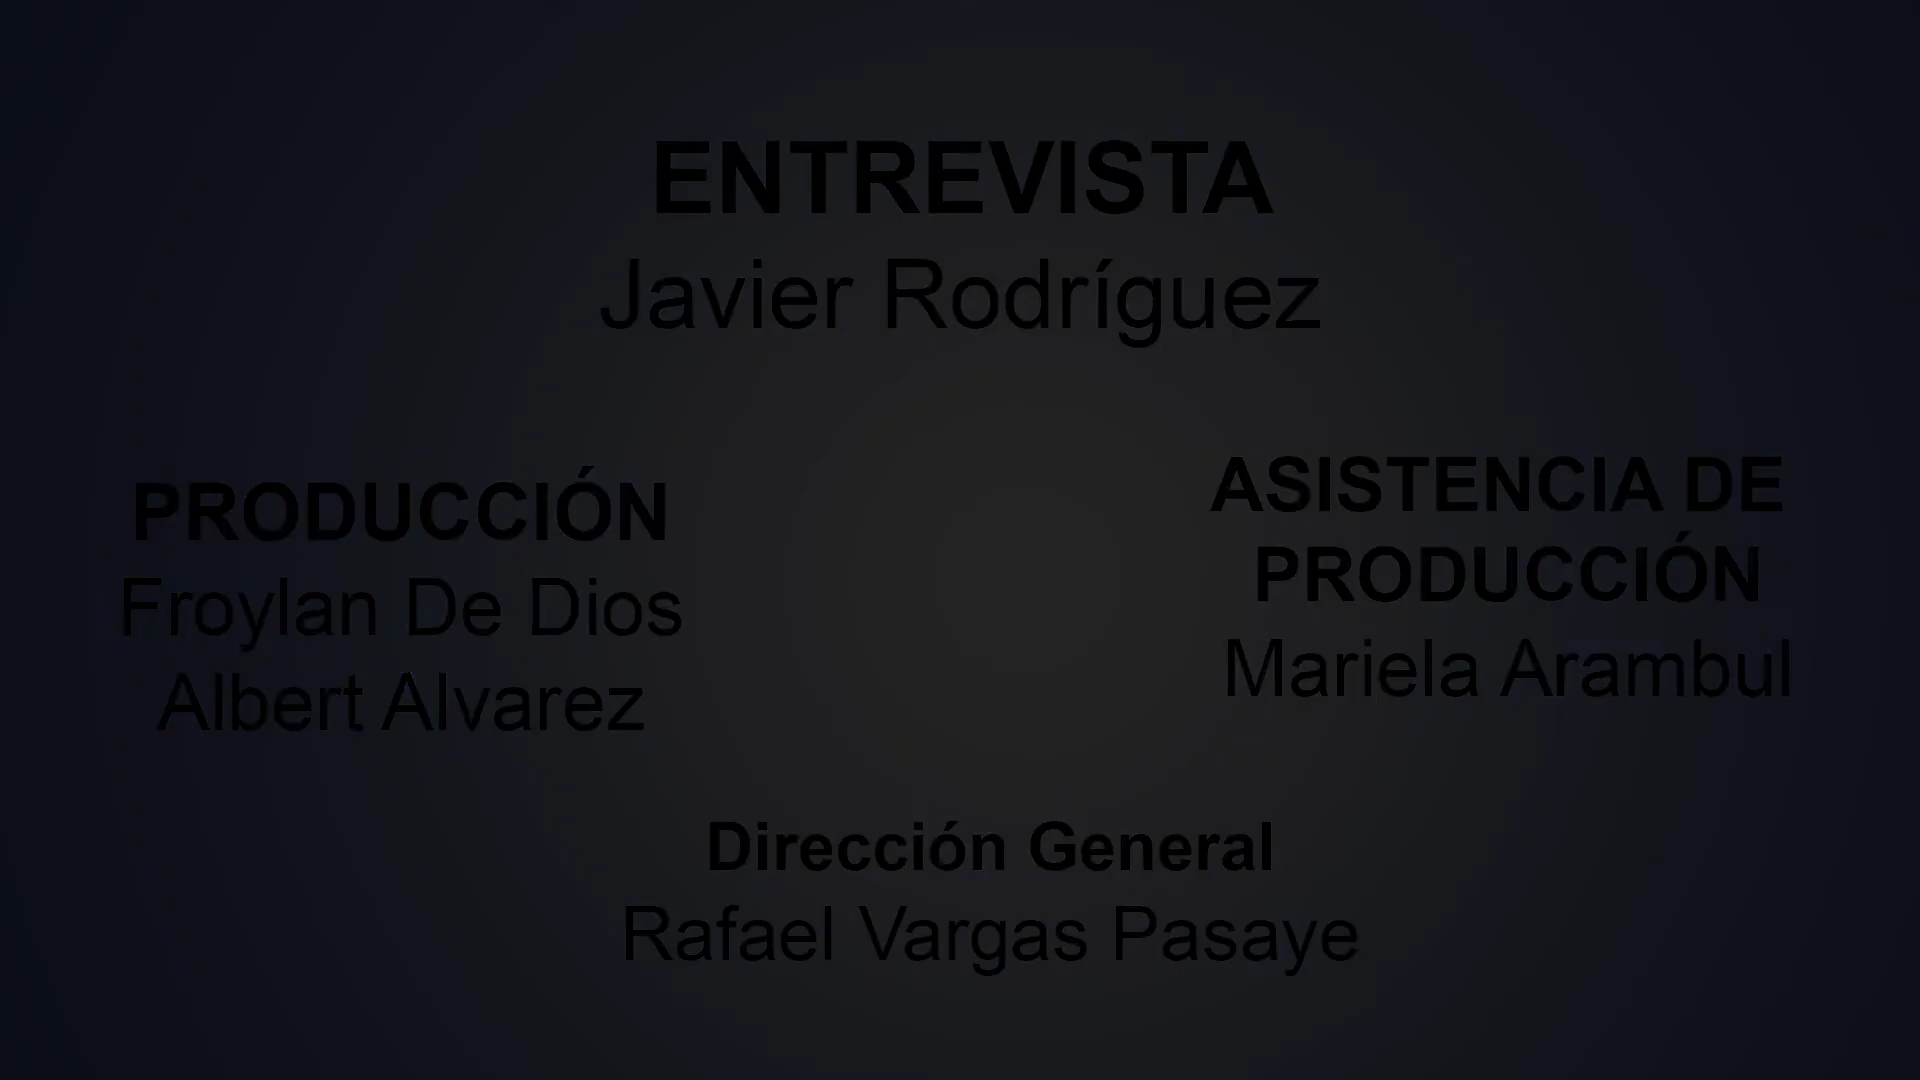 ENTREVISTA
Javier Rodríguez
PRODUCCIÓN
Froylan De Dios
Albert Alvarez
ASISTENCIA DE
PRODUCCIÓN
Mariela Arambul
Dirección General
Rafael Vargas Pasaye